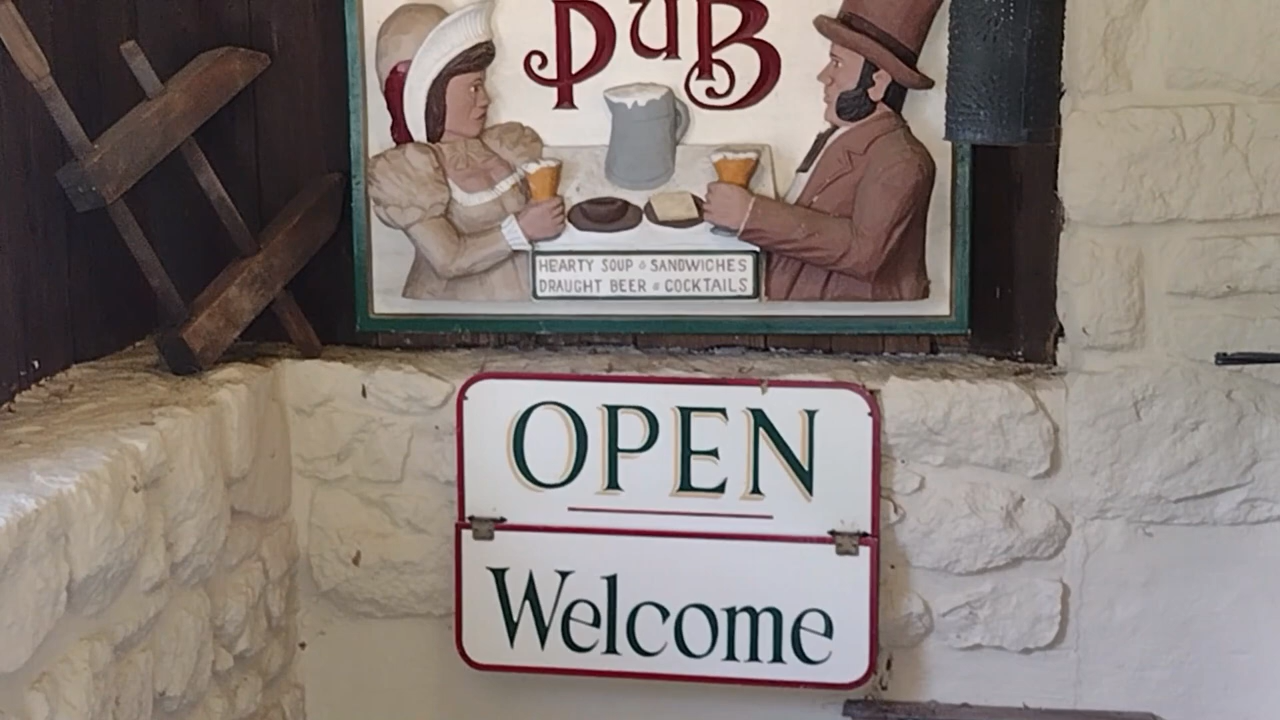 PUB
HEARTY SOUP & SANDWICHES
DRAUGHT BEER & COCKTAILS
OPEN
Welcome